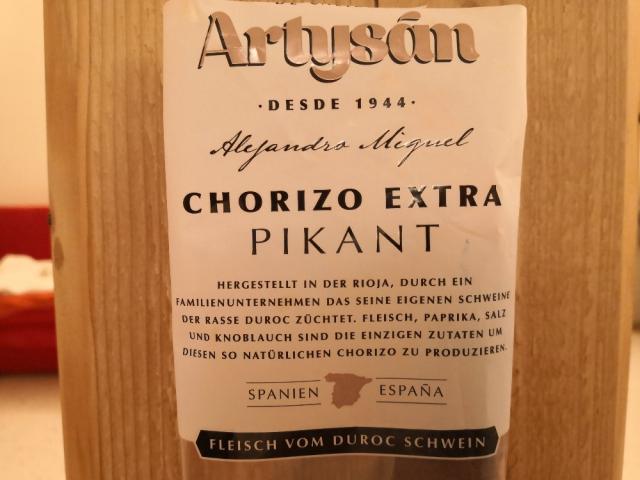 Artysán
·DESDE 1944·
Alejandro Miguel
CHORIZO EXTRA
PIKANT
HERGESTELLT IN DER RIOJA, DURCH EIN
FAMILIENUNTERNEHMEN DAS SEINE EIGENEN SCHWEINE
DER RASSE DUROC ZÜCHTET. FLEISCH, PAPRIKA, SALZ
UND KNOBLAUCH SIND DIE EINZIGEN ZUTATEN UM
DIESEN SO NATÜRLICHEN CHORIZO ZU PRODUZIEREN.
SPANIEN ESPAÑA
FLEISCH VOM DUROC SCHWEIN